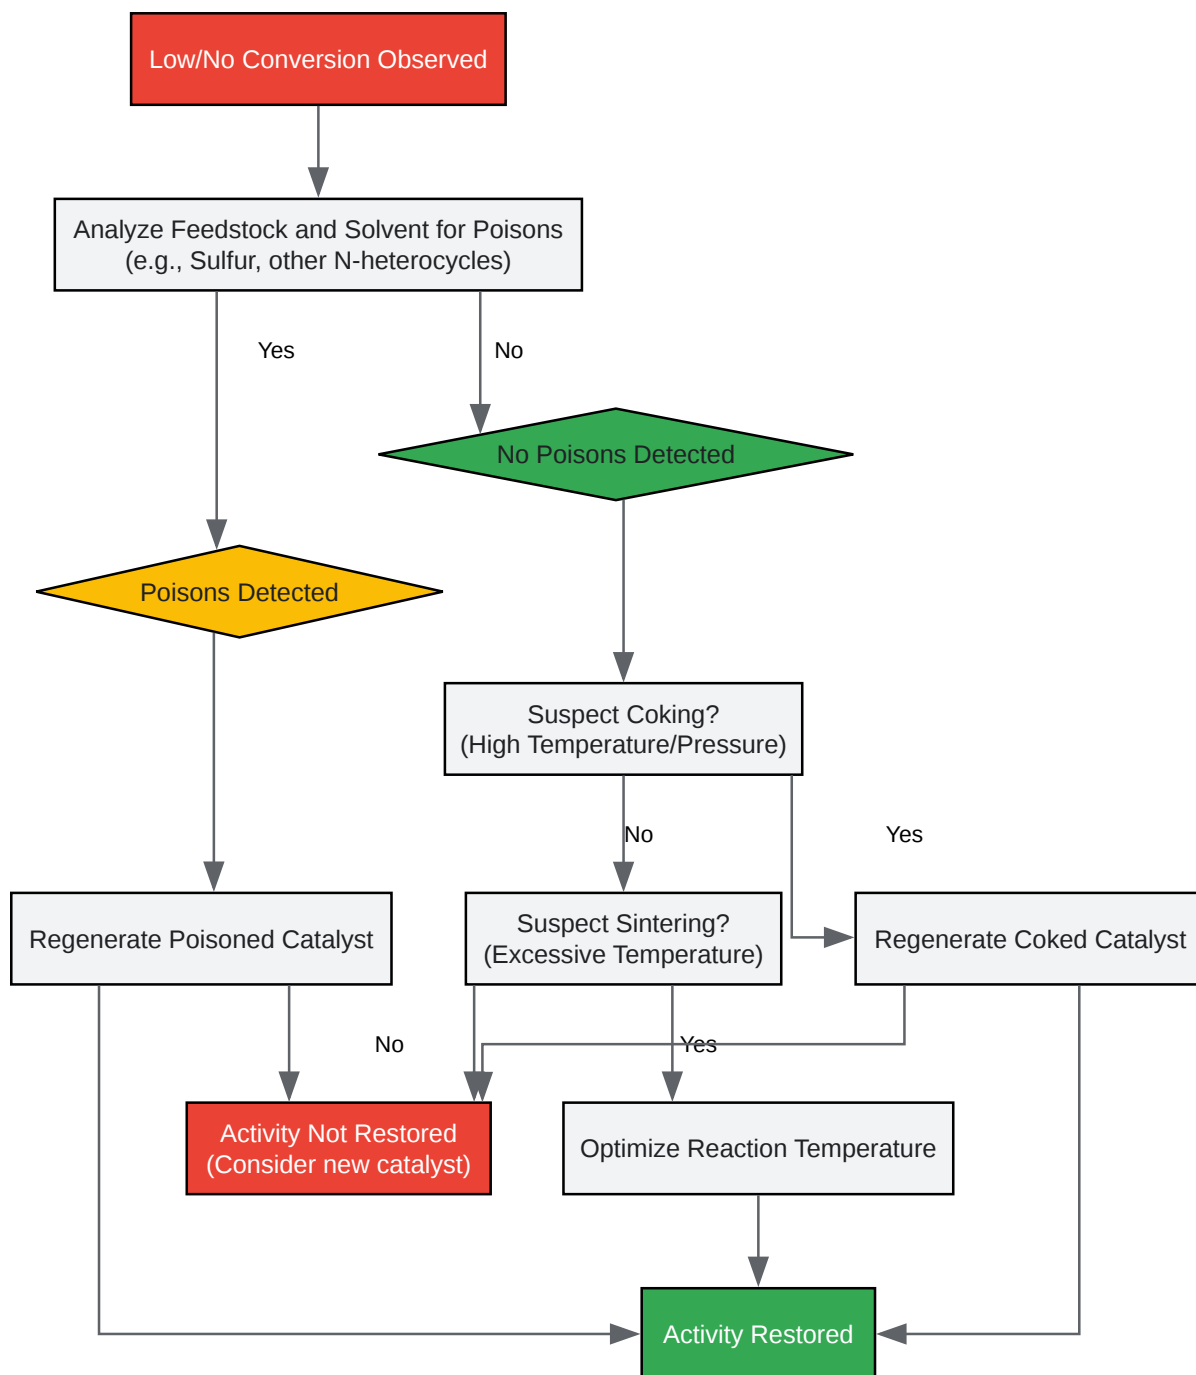 Low/No Conversion Observed
Analyze Feedstock and Solvent for Poisons
(e.g., Sulfur, other N-heterocycles)
Yes
No
No Poisons Detected
Poisons Detected
Suspect Coking?
(High Temperature/Pressure)
No
Yes
Regenerate Poisoned Catalyst
Suspect Sintering?
(Excessive Temperature)
Regenerate Coked Catalyst
No
Yes
Activity Not Restored
(Consider new catalyst)
Optimize Reaction Temperature
Activity Restored